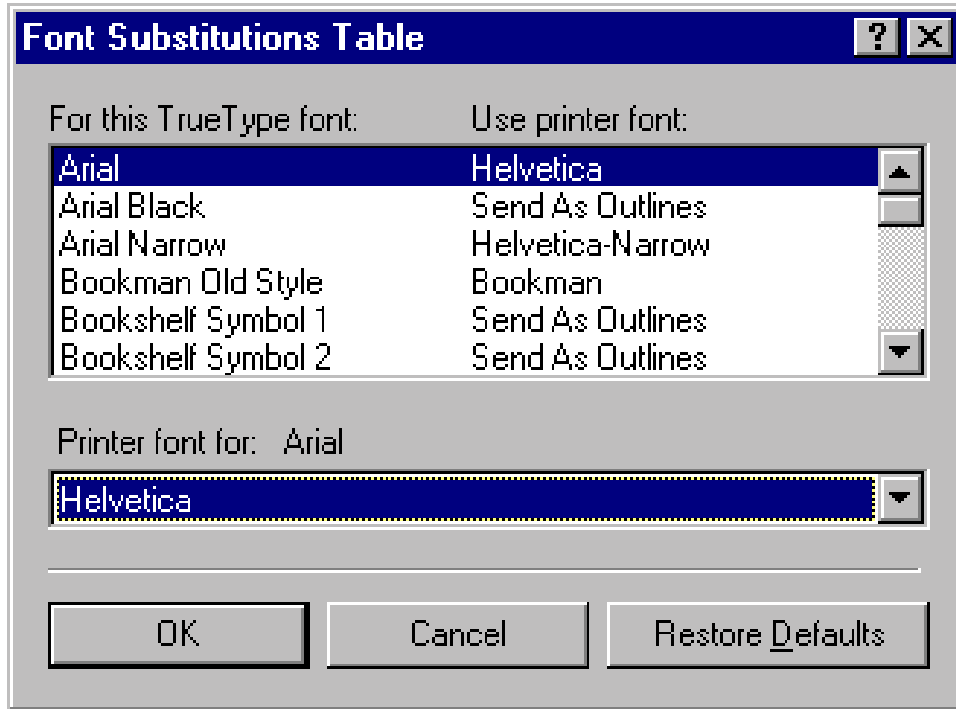 Font Substitutions Table
For this TrueType font: Use printer font:
Arial Helvetica
Arial Black Send As Outlines
Arial Narrow Helvetica-Narrow
Bookman Old Style Bookman
Bookshelf Symbol 1 Send As Outlines
Bookshelf Symbol 2 Send As Outlines
Printer font for: Arial
Helvetica
OK Cancel Restore Defaults